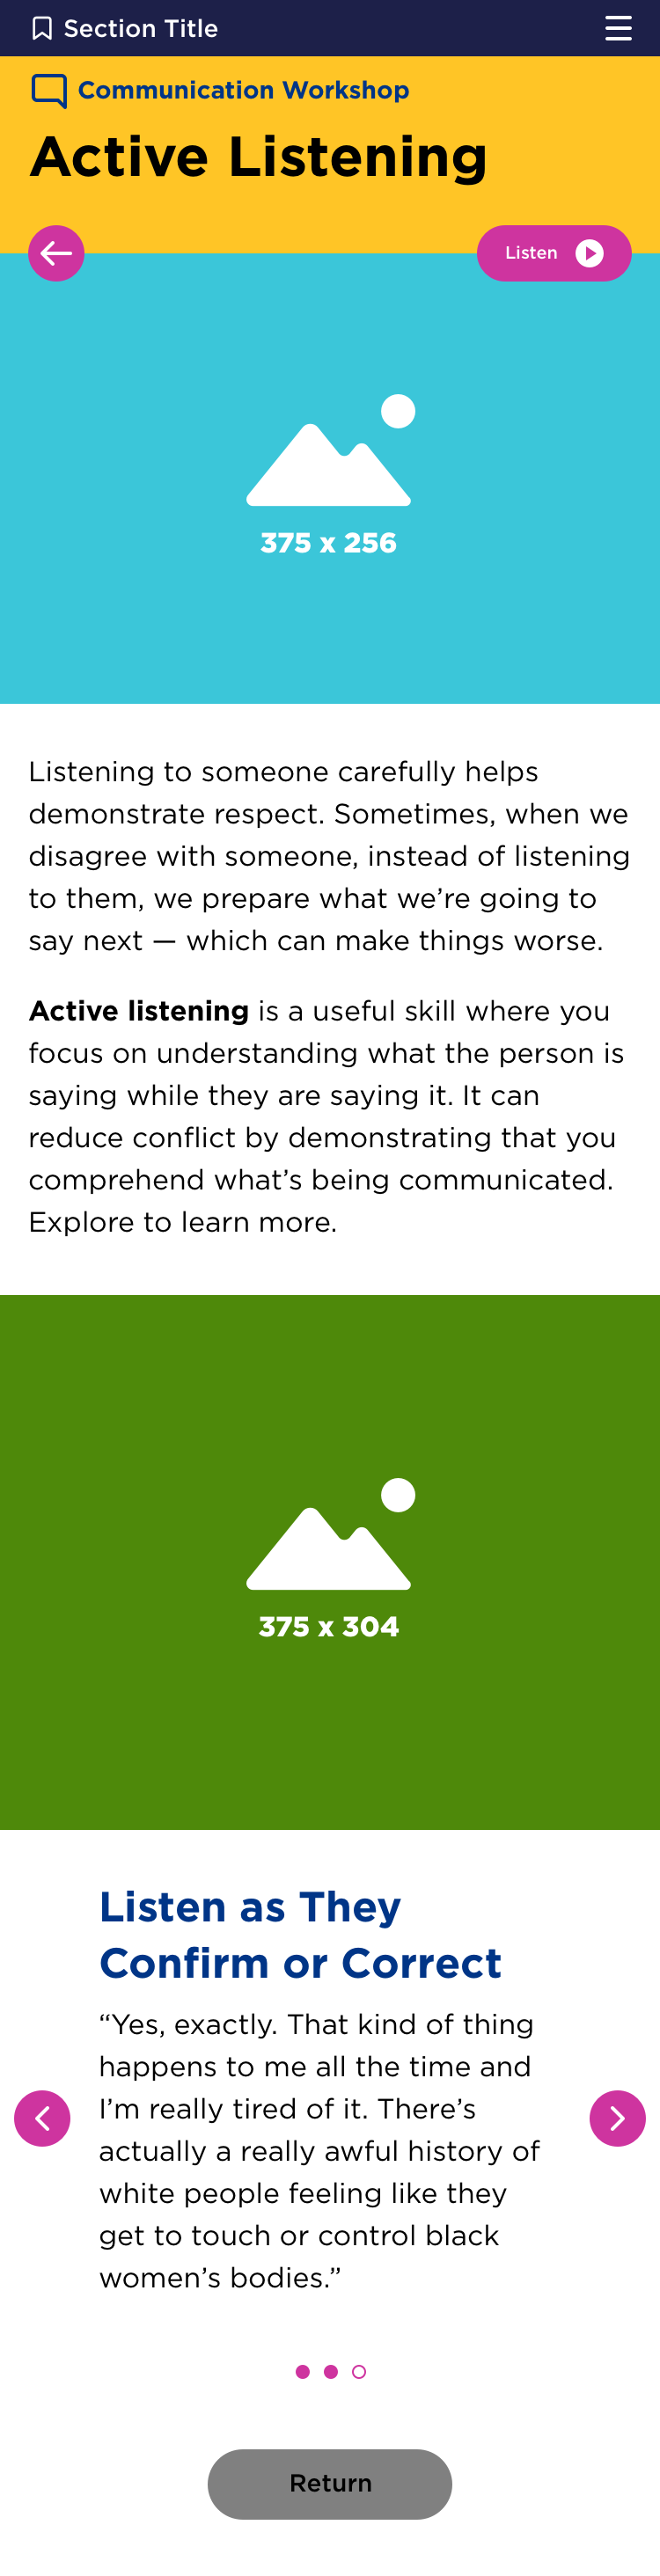 Section Title
Communication Workshop
Active Listening
Listen
375 x 256
Listening to someone carefully helps
demonstrate respect. Sometimes, when we
disagree with someone, instead of listening
to them, we prepare what we’re going to
say next — which can make things worse.
Active listening is a useful skill where you
focus on understanding what the person is
saying while they are saying it. It can
reduce conflict by demonstrating that you
comprehend what’s being communicated.
Explore to learn more.
375 x 304
Listen as They
Confirm or Correct
“Yes, exactly. That kind of thing
happens to me all the time and
I’m really tired of it. There’s
actually a really awful history of
white people feeling like they
get to touch or control black
women’s bodies.”
Return